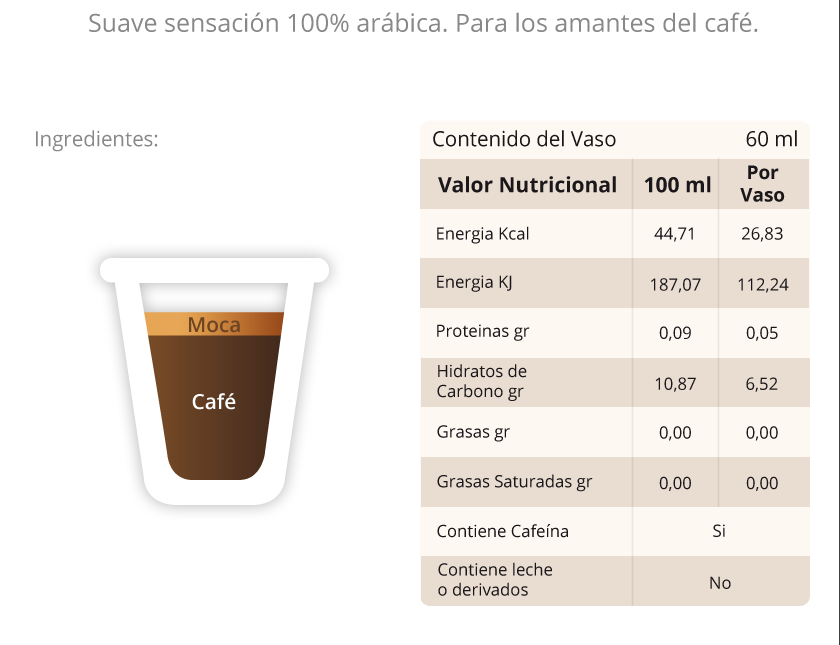 Suave sensación 100% arábica. Para los amantes del café.
Ingredientes:
Moca
Café
Contenido del Vaso 60 ml
Valor Nutricional 100 ml Por Vaso
Energia Kcal 44,71 26,83
Energia KJ 187,07 112,24
Proteinas gr 0,09 0,05
Hidratos de
Carbono gr 10,87 6,52
Grasas gr 0,00 0,00
Grasas Saturadas gr 0,00 0,00
Contiene Cafeína Si
Contiene leche
o derivados No